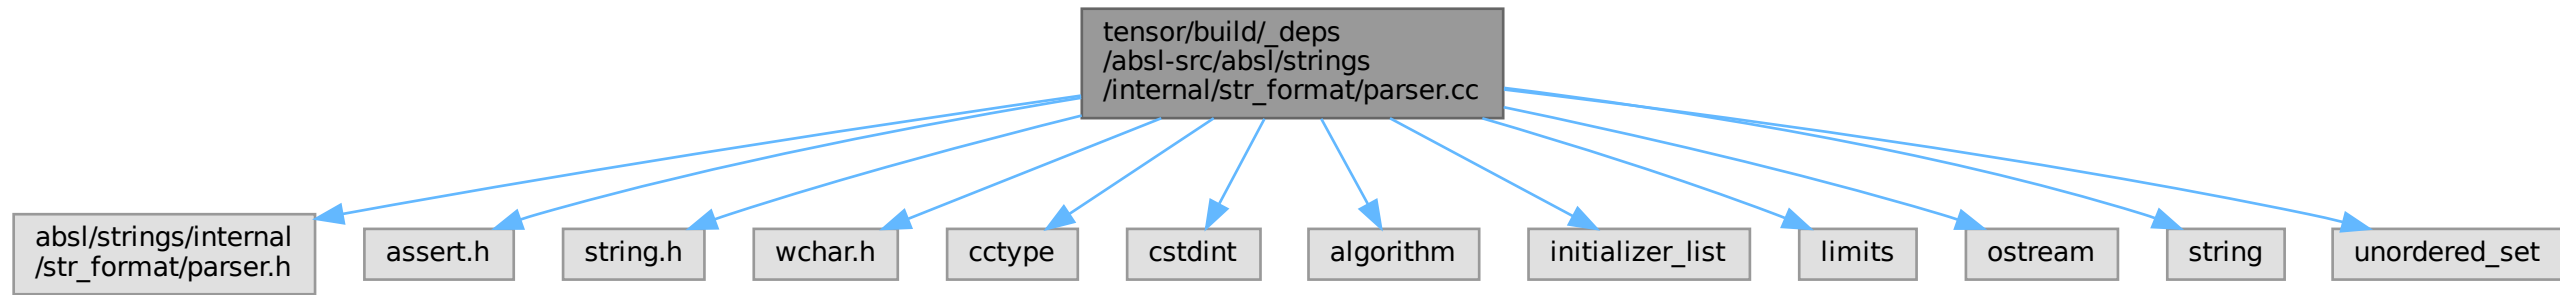 tensor/build/_deps
/absl-src/absl/strings
/internal/str_format/parser.cc
absl/strings/internal
/str_format/parser.h
assert.h
string.h
wchar.h
cctype
cstdint
algorithm
initializer_list
limits
ostream
string
unordered_set